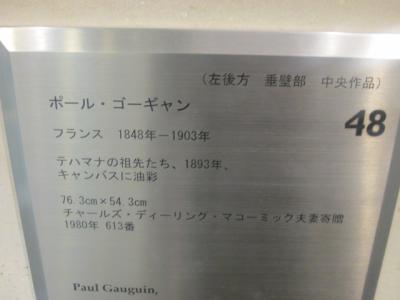 （左後方　垂壁部　中央作品）
48
ポール・ゴーギャン
フランス　1848年－1903年
テハマナの祖先たち、1893年、
キャンバスに油彩
76.3cm×54.3cm
チャールズ・ディーリング・マコーミック夫妻寄贈
1980年 613番
Paul Gauguin,